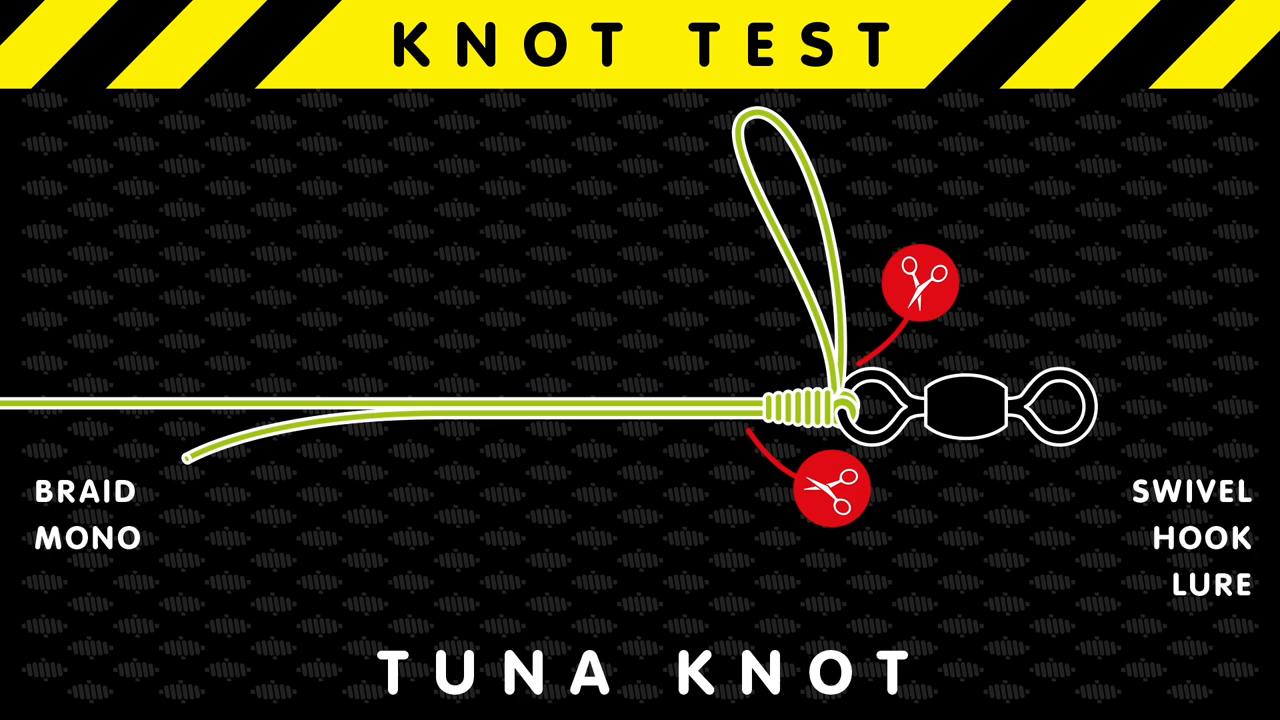 KNOT TEST
BRAID
MONO
SWIVEL
HOOK
LURE
TUNA KNOT